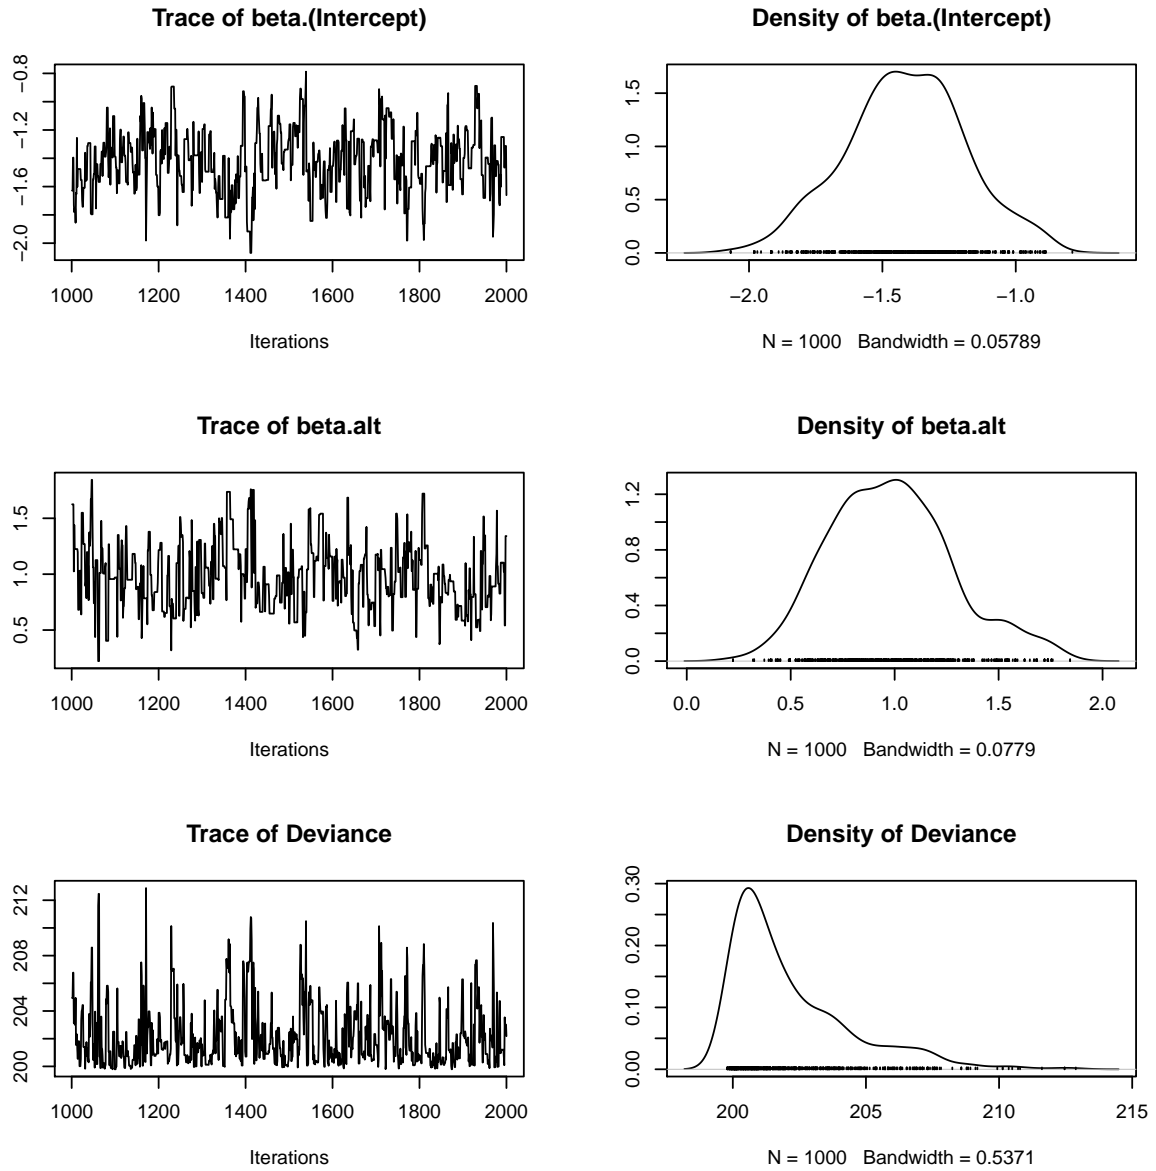 Trace of beta.(Intercept)
−0.8
−1.2
−1.6
−2.0
1000 1200 1400 1600 1800 2000
Iterations
Density of beta.(Intercept)
1.5
1.0
0.5
0.0
−2.0 −1.5 −1.0
N = 1000 Bandwidth = 0.05789
Trace of beta.alt
1.5
1.0
0.5
1000 1200 1400 1600 1800 2000
Iterations
Density of beta.alt
1.2
0.8
0.4
0.0
0.0 0.5 1.0 1.5 2.0
N = 1000 Bandwidth = 0.0779
Trace of Deviance
212
208
204
200
1000 1200 1400 1600 1800 2000
Iterations
Density of Deviance
0.30
0.20
0.10
0.00
200 205 210 215
N = 1000 Bandwidth = 0.5371